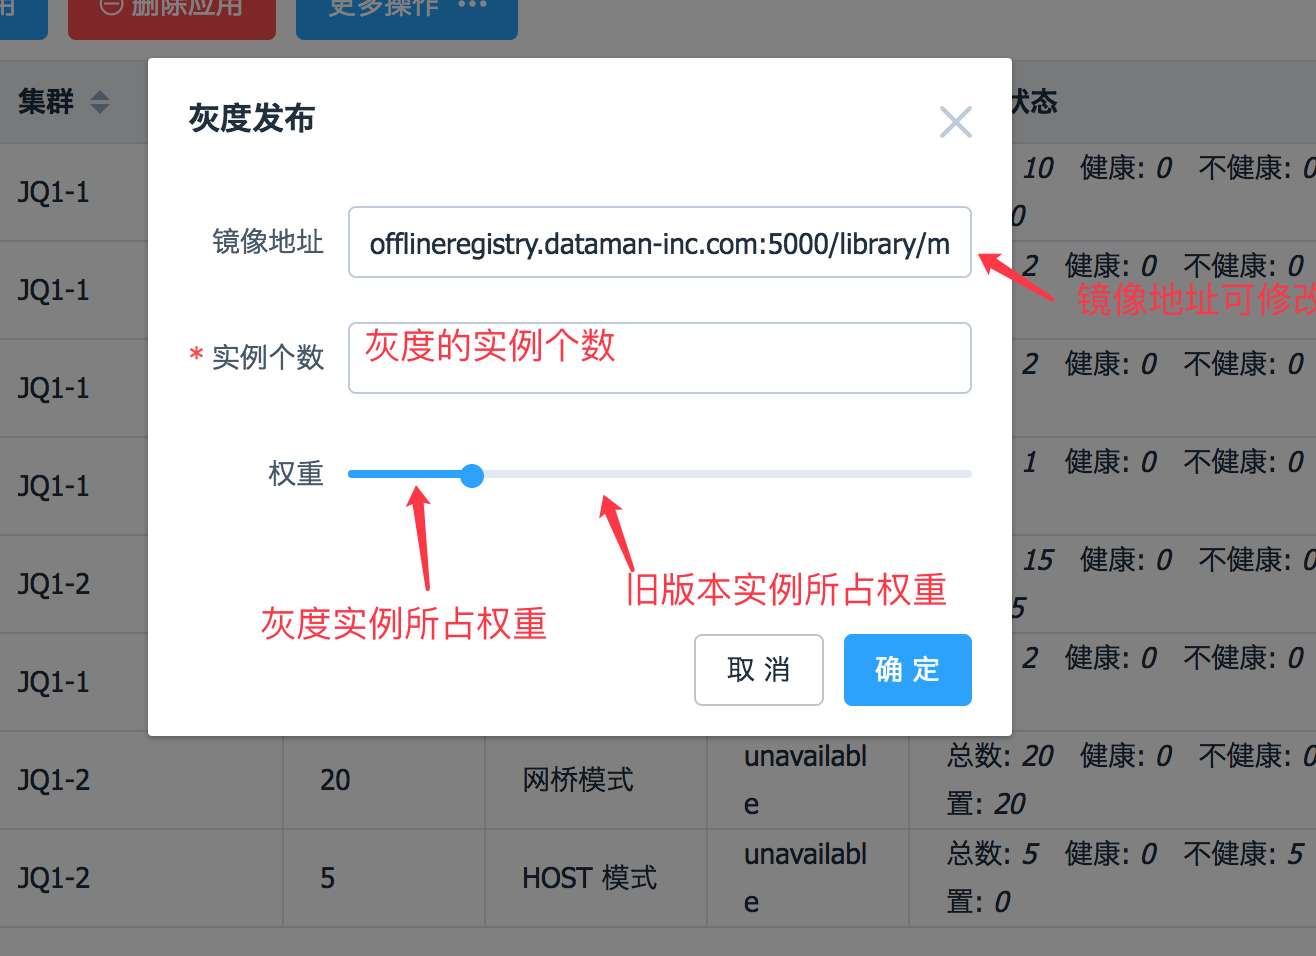 用
删除应用
更多操作 ···
集群
状态
灰度发布
JQ1-1
10 健康: 0 不健康: 0
0
镜像地址
offlineregistry.dataman-inc.com:5000/library/m
镜像地址可修改
JQ1-1
2 健康: 0 不健康: 0
* 实例个数
灰度的实例个数
JQ1-1
2 健康: 0 不健康: 0
权重
JQ1-1
1 健康: 0 不健康: 0
灰度实例所占权重
旧版本实例所占权重
JQ1-2
15 健康: 0 不健康: 0
5
取 消
确 定
JQ1-1
2 健康: 0 不健康: 0
JQ1-2
20
网桥模式
unavailabl
e
总数: 20 健康: 0 不健康: 0
置: 20
JQ1-2
5
HOST 模式
unavailabl
e
总数: 5 健康: 0 不健康: 5
置: 0